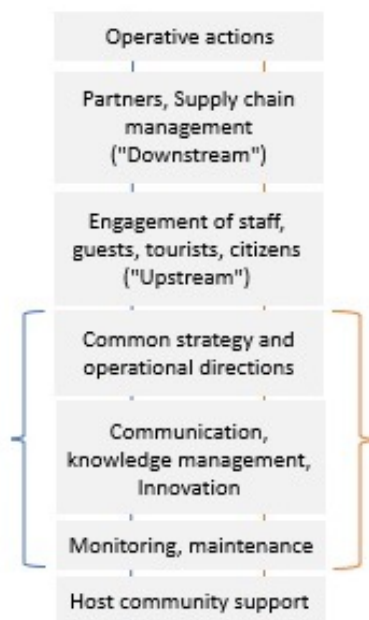 Operative actions
Partners, Supply chain
management
("Downstream")
Engagement of staff,
guests, tourists, citizens
("Upstream")
Common strategy and
operational directions
Communication,
knowledge management,
Innovation
Monitoring, maintenance
Host community support